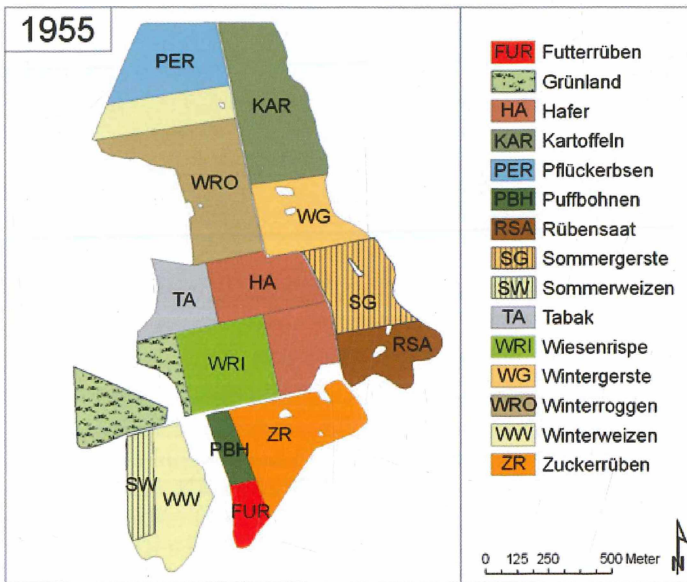 1955
PER
KAR
WRO
WG
HA
TA
SG
WRI
RSA
ZR
PBH
SW
WW
FUR
FUR Futterrüben
Grünland
HA Hafer
KAR Kartoffeln
PER Pflückerbsen
PBH Puffbohnen
RSA Rübensaat
SG Sommergerste
SW Sommerweizen
TA Tabak
WRI Wiesenrispe
WG Wintergerste
WRO Winterroggen
WW Winterweizen
ZR Zuckerrüben
0 125 250 500 Meter
N